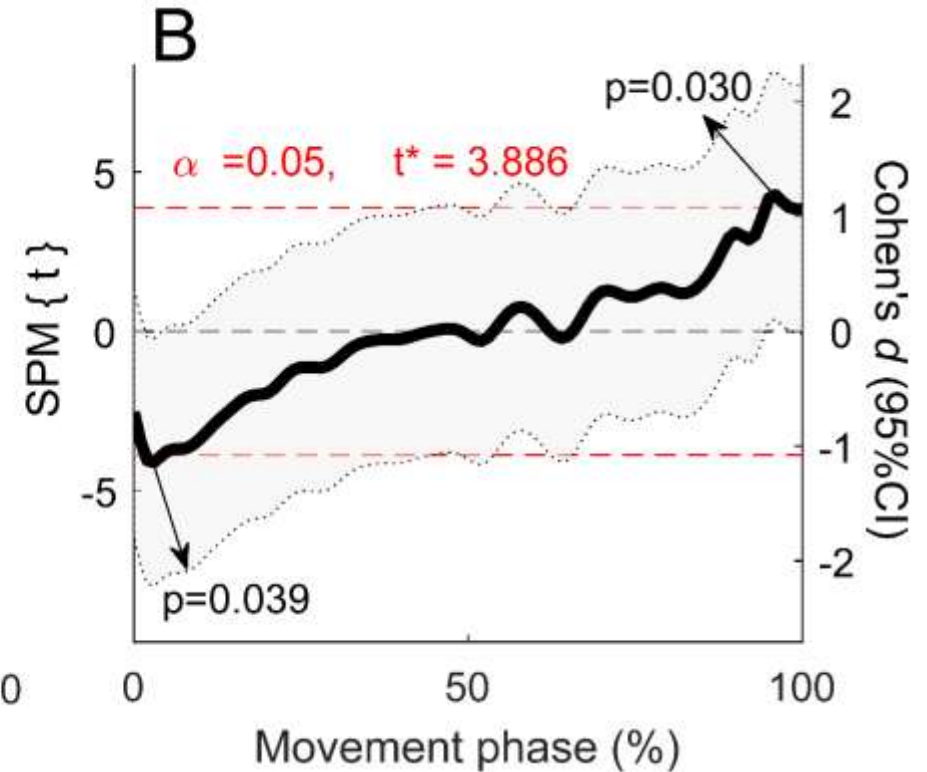 B
p=0.030
α =0.05, t* = 3.886
5
0
-5
SPM { t }
2
1
0
-1
-2
Cohen's d (95%CI)
p=0.039
0
0
50
100
Movement phase (%)